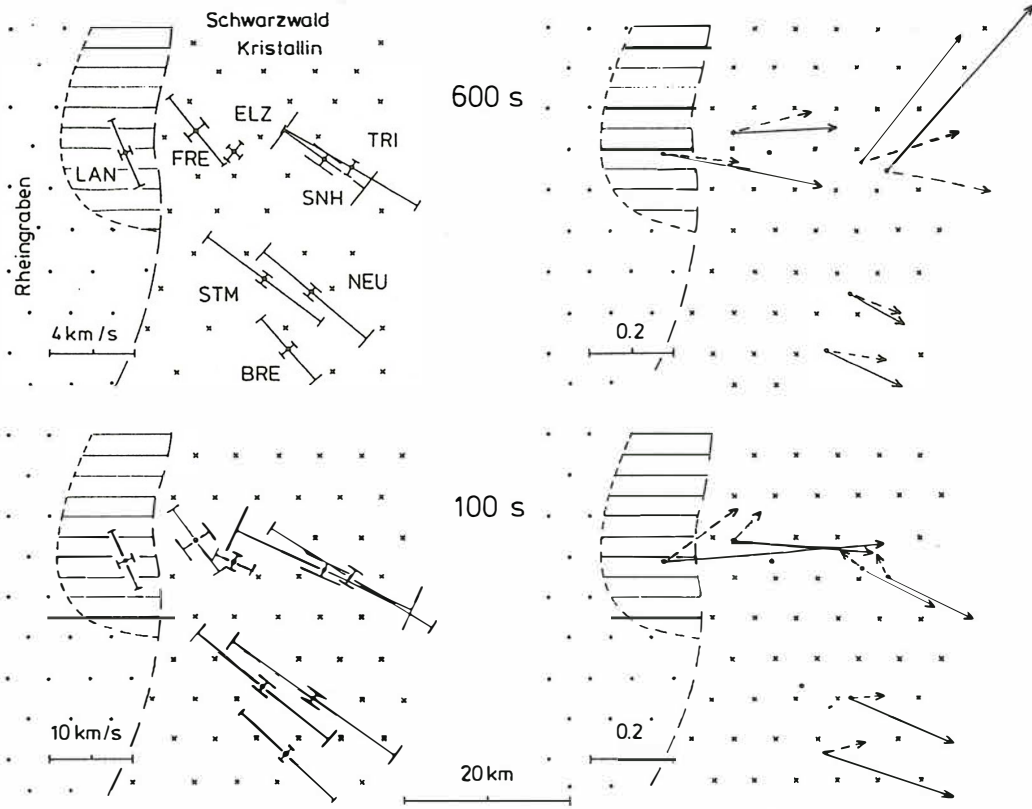 Schwarzwald
Kristallin
600 s
ELZ
FRE
TRI
LAN
SNH
Rheingraben
STM
NEU
4 km/s
BRE
0.2
100 s
10 km/s
0.2
20 km